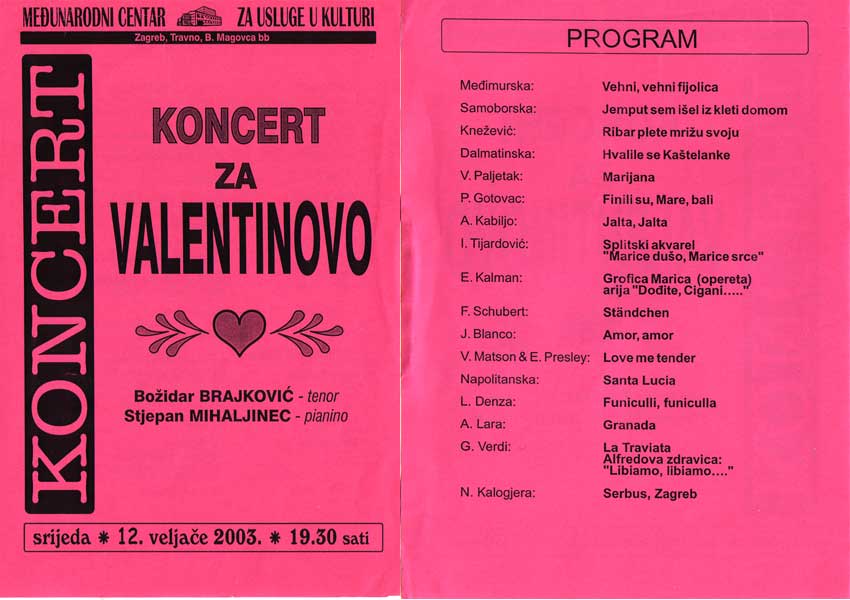 MEĐUNARODNI CENTAR ZA USLUGE U KULTURI
Zagreb, Travno, B. Magovca bb
KONCERT
KONCERT
ZA
VALENTINOVO
Božidar BRAJKOVIĆ - tenor
Stjepan MIHALJINEC - pianino
srijeda * 12. veljače 2003. * 19.30 sati
PROGRAM
Međimurska: Vehni, vehni fijolica
Samoborska: Jemput sem išel iz kleti domom
Knežević: Ribar plete mrižu svoju
Dalmatinska: Hvalile se Kaštelanke
V. Paljetak: Marijana
P. Gotovac: Finili su, Mare, bali
A. Kabiljo: Jalta, Jalta
I. Tijardović: Splitski akvarel
"Marice dušo, Marice srce"
E. Kalman: Grofica Marica (opereta)
arija "Dođite, Cigani....."
F. Schubert: Ständchen
J. Blanco: Amor, amor
V. Matson & E. Presley: Love me tender
Napolitanska: Santa Lucia
L. Denza: Funiculli, funiculla
A. Lara: Granada
G. Verdi: La Traviata
Alfredova zdravica:
"Libiamo, libiamo...."
N. Kalogjera: Serbus, Zagreb